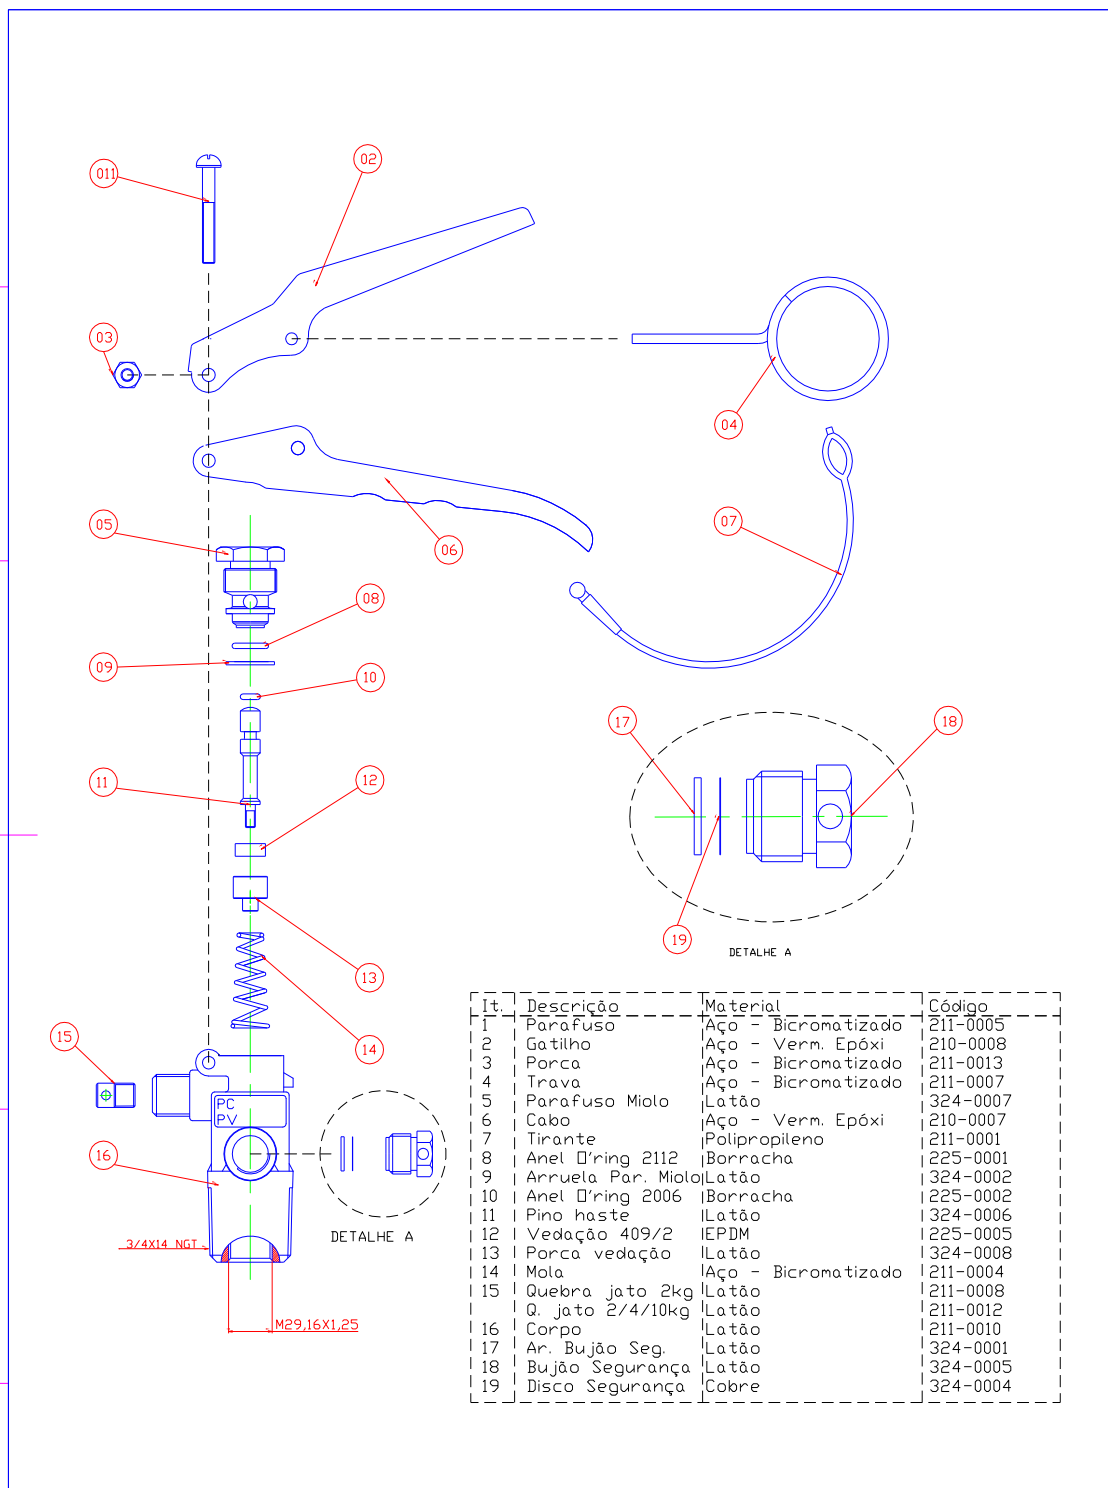 011
02
03
04
05
06
07
08
09
10
11
12
13
14
15
16
17
18
19
DETALHE A
PC
PV
DETALHE A
3/4X14 NGT
M29,16X1,25
It. Descrição Material Código
1 Parafuso Aço - Bicromatizado 211-0005
2 Gatilho Aço - Verm. Epóxi 210-0008
3 Porca Aço - Bicromatizado 211-0013
4 Trava Aço - Bicromatizado 211-0007
5 Parafuso Miolo Latão 324-0007
6 Cabo Aço - Verm. Epóxi 210-0007
7 Tirante Polipropileno 211-0001
8 Anel O'ring 2112 Borracha 225-0001
9 Arruela Par. Miolo Latão 324-0002
10 Anel O'ring 2006 Borracha 225-0002
11 Pino haste Latão 324-0006
12 Vedação 409/2 EPDM 225-0005
13 Porca vedação Latão 324-0008
14 Mola Aço - Bicromatizado 211-0004
15 Quebra jato 2kg Latão 211-0008
Q. jato 2/4/10kg Latão 211-0012
16 Corpo Latão 211-0010
17 Ar. Bujão Seg. Latão 324-0001
18 Bujão Segurança Latão 324-0005
19 Disco Segurança Cobre 324-0004